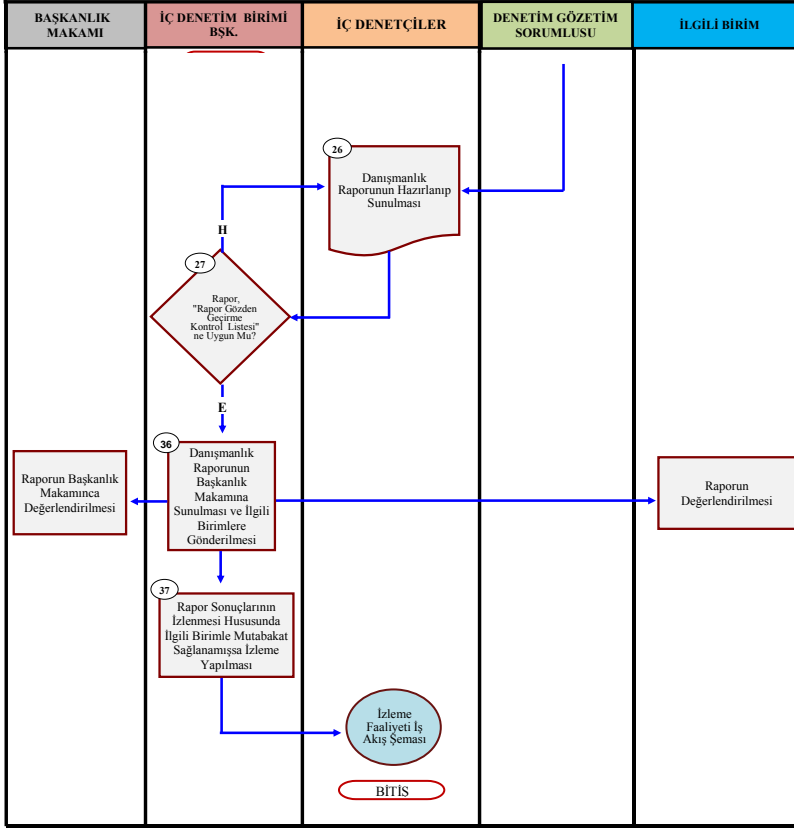 BAŞKANLIK
MAKAMI
İÇ DENETİM BİRİMİ
BŞK.
İÇ DENETÇİLER
DENETİM GÖZETİM
SORUMLUSU
İLGİLİ BİRİM
26
Danışmanlık
Raporunun Hazırlanıp
Sunulması
H
27
Rapor,
"Rapor Gözden
Geçirme
Kontrol Listesi"
ne Uygun Mu?
E
36
Danışmanlık
Raporunun
Başkanlık
Makamına
Sunulması ve İlgili
Birimlere
Gönderilmesi
Raporun Başkanlık
Makamınca
Değerlendirilmesi
Raporun
Değerlendirilmesi
37
Rapor Sonuçlarının
İzlenmesi Hususunda
İlgili Birimle Mutabakat
Sağlanamışsa İzleme
Yapılması
İzleme
Faaliyeti İş
Akış Şeması
BİTİS